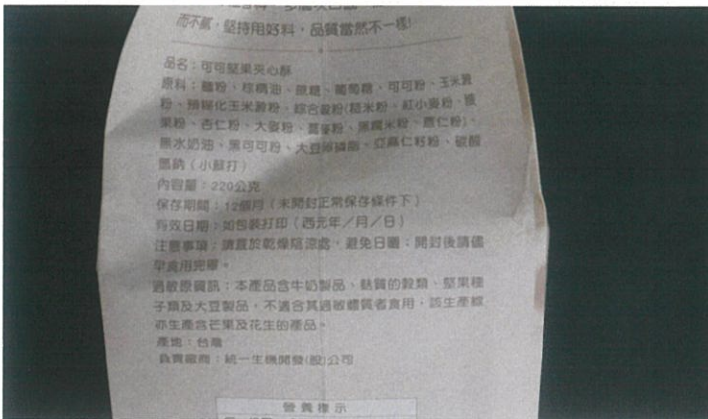 而不膩，堅持用好料，品質當然不一樣!
品名：可可堅果夾心酥
原料：麵粉、棕櫚油、蔗糖、葡萄糖、可可粉、玉米澱
粉、預糊化玉米澱粉、綜合穀粉(糙米粉、紅小麥粉、腰
果粉、杏仁粉、大麥粉、蕎麥粉、黑糯米粉、薏仁粉)、
無水奶油、黑可可粉、大豆卵磷脂、亞麻仁籽粉、碳酸
氫鈉（小蘇打）
內容量：220公克
保存期間：12個月（未開封正常保存條件下）
有效日期：如包裝打印（西元年／月／日）
注意事項：請置於乾燥陰涼處，避免日曬；開封後請儘
早食用完畢。
過敏原資訊：本產品含牛奶製品、麩質的穀類、堅果種
子類及大豆製品，不適合其過敏體質者食用，該生產線
亦生產含芒果及花生的產品。
產地：台灣
負責廠商：統一生機開發(股)公司
營養標示